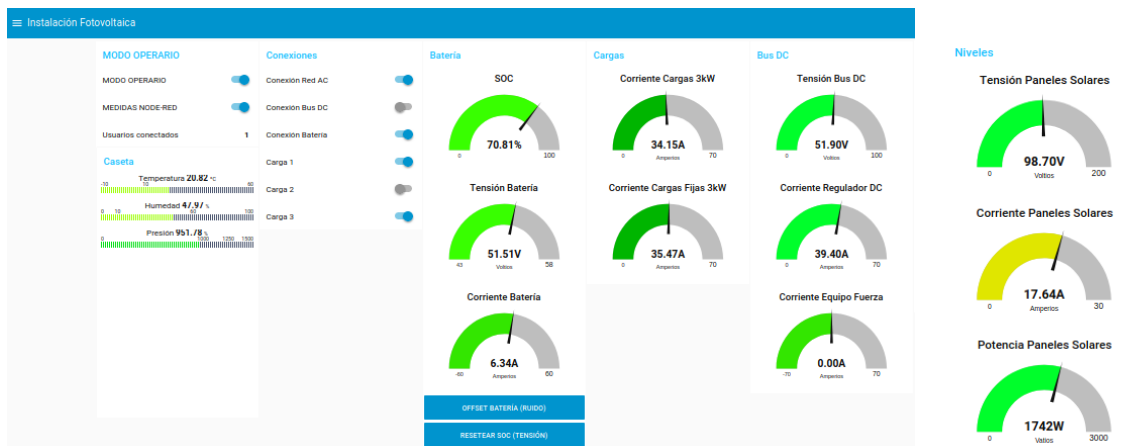 Instalación Fotovoltaica
MODO OPERARIO
MODO OPERARIO
MEDIDAS NODE-RED
Usuarios conectados 1
Caseta
Temperatura 20.82 °C
-10 10 60
Humedad 47.97 %
0 10 60 100
Presión 951.78 %
0 1000 1250 1500
Conexiones
Conexión Red AC
Conexión Bus DC
Conexión Batería
Carga 1
Carga 2
Carga 3
Batería
SOC
70.81%
0 100
Tensión Batería
51.51V
43 Voltios 58
Corriente Batería
6.34A
-60 Amperios 60
OFFSET BATERÍA (RUIDO)
RESETEAR SOC (TENSIÓN)
Cargas
Corriente Cargas 3kW
34.15A
0 Amperios 70
Corriente Cargas Fijas 3kW
35.47A
0 Amperios 70
Bus DC
Tensión Bus DC
51.90V
0 Voltios 100
Corriente Regulador DC
39.40A
0 Amperios 70
Corriente Equipo Fuerza
0.00A
-70 Amperios 70
Niveles
Tensión Paneles Solares
98.70V
0 Voltios 200
Corriente Paneles Solares
17.64A
0 Amperios 30
Potencia Paneles Solares
1742W
0 Vatios 3000